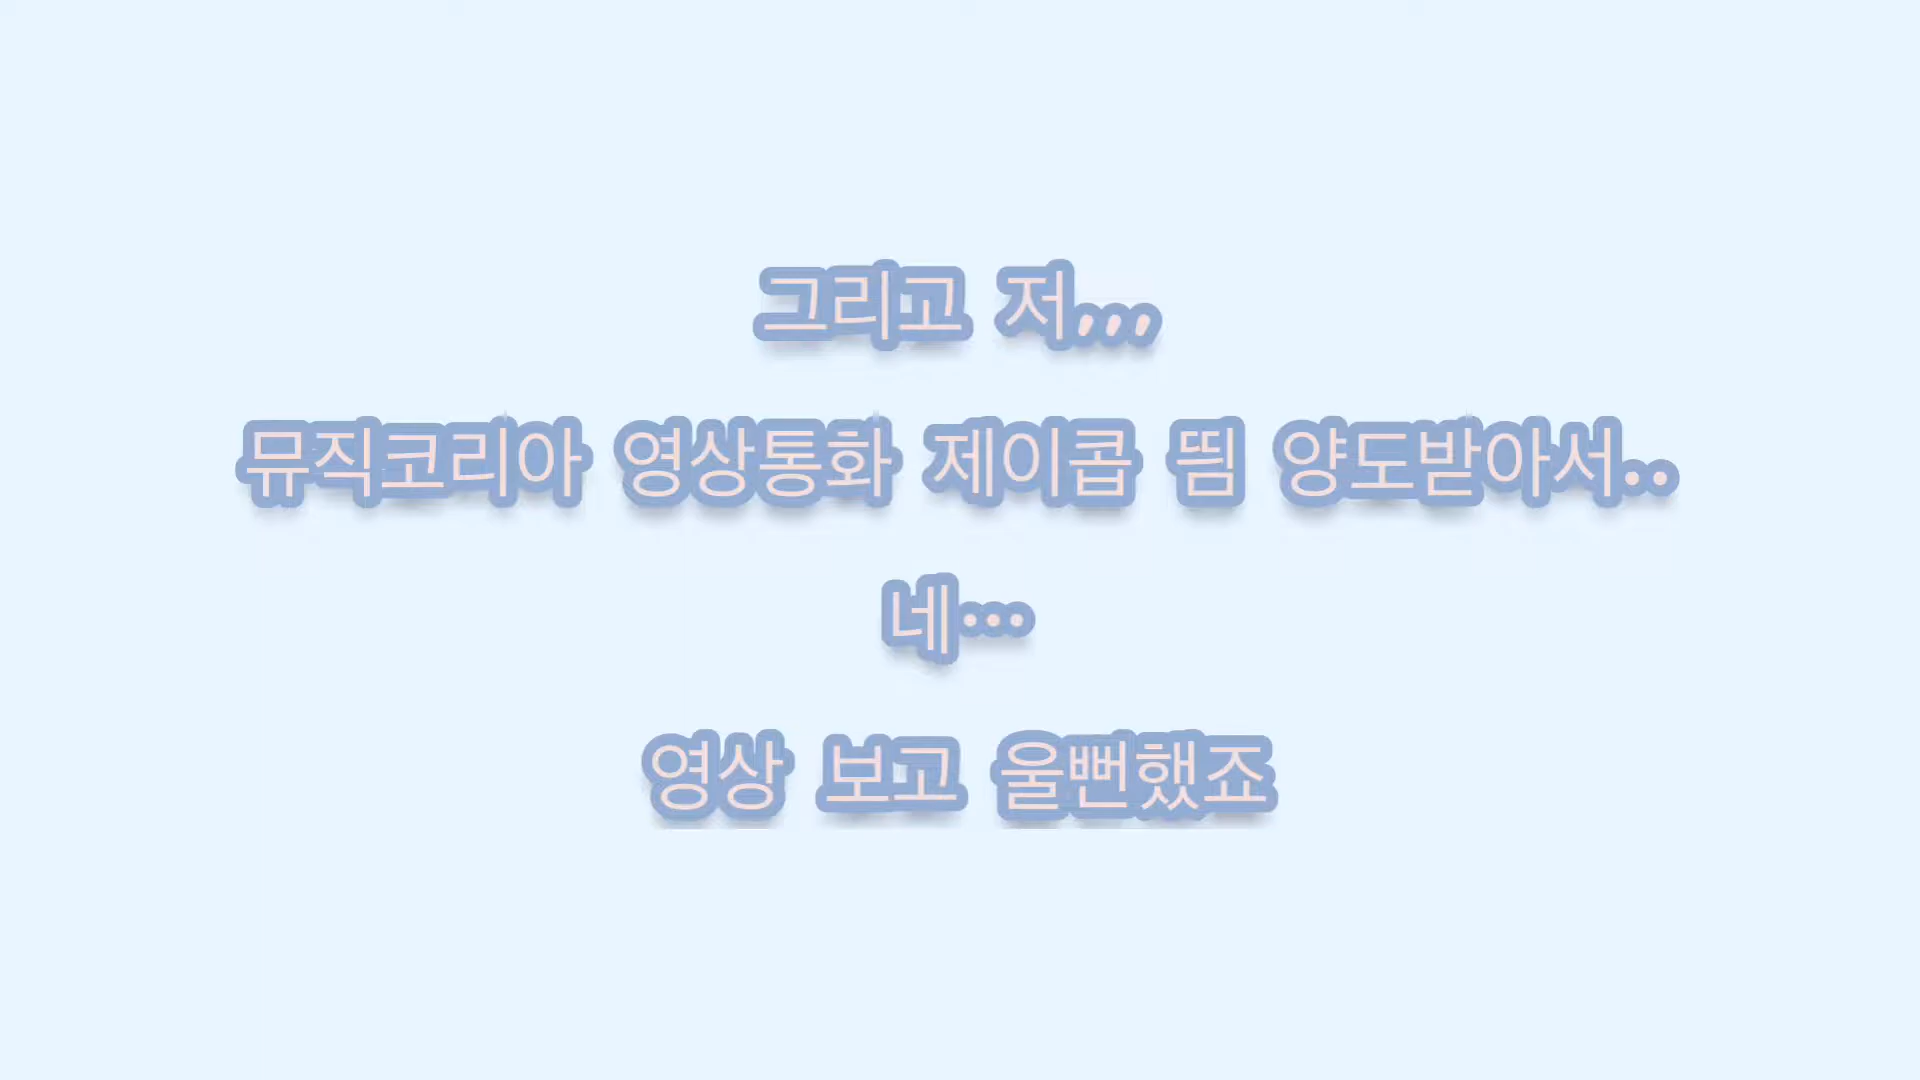 그리고 저,,,
뮤직코리아 영상통화 제이콥 띔 양도받아서..
네…
영상 보고 울뻔했죠